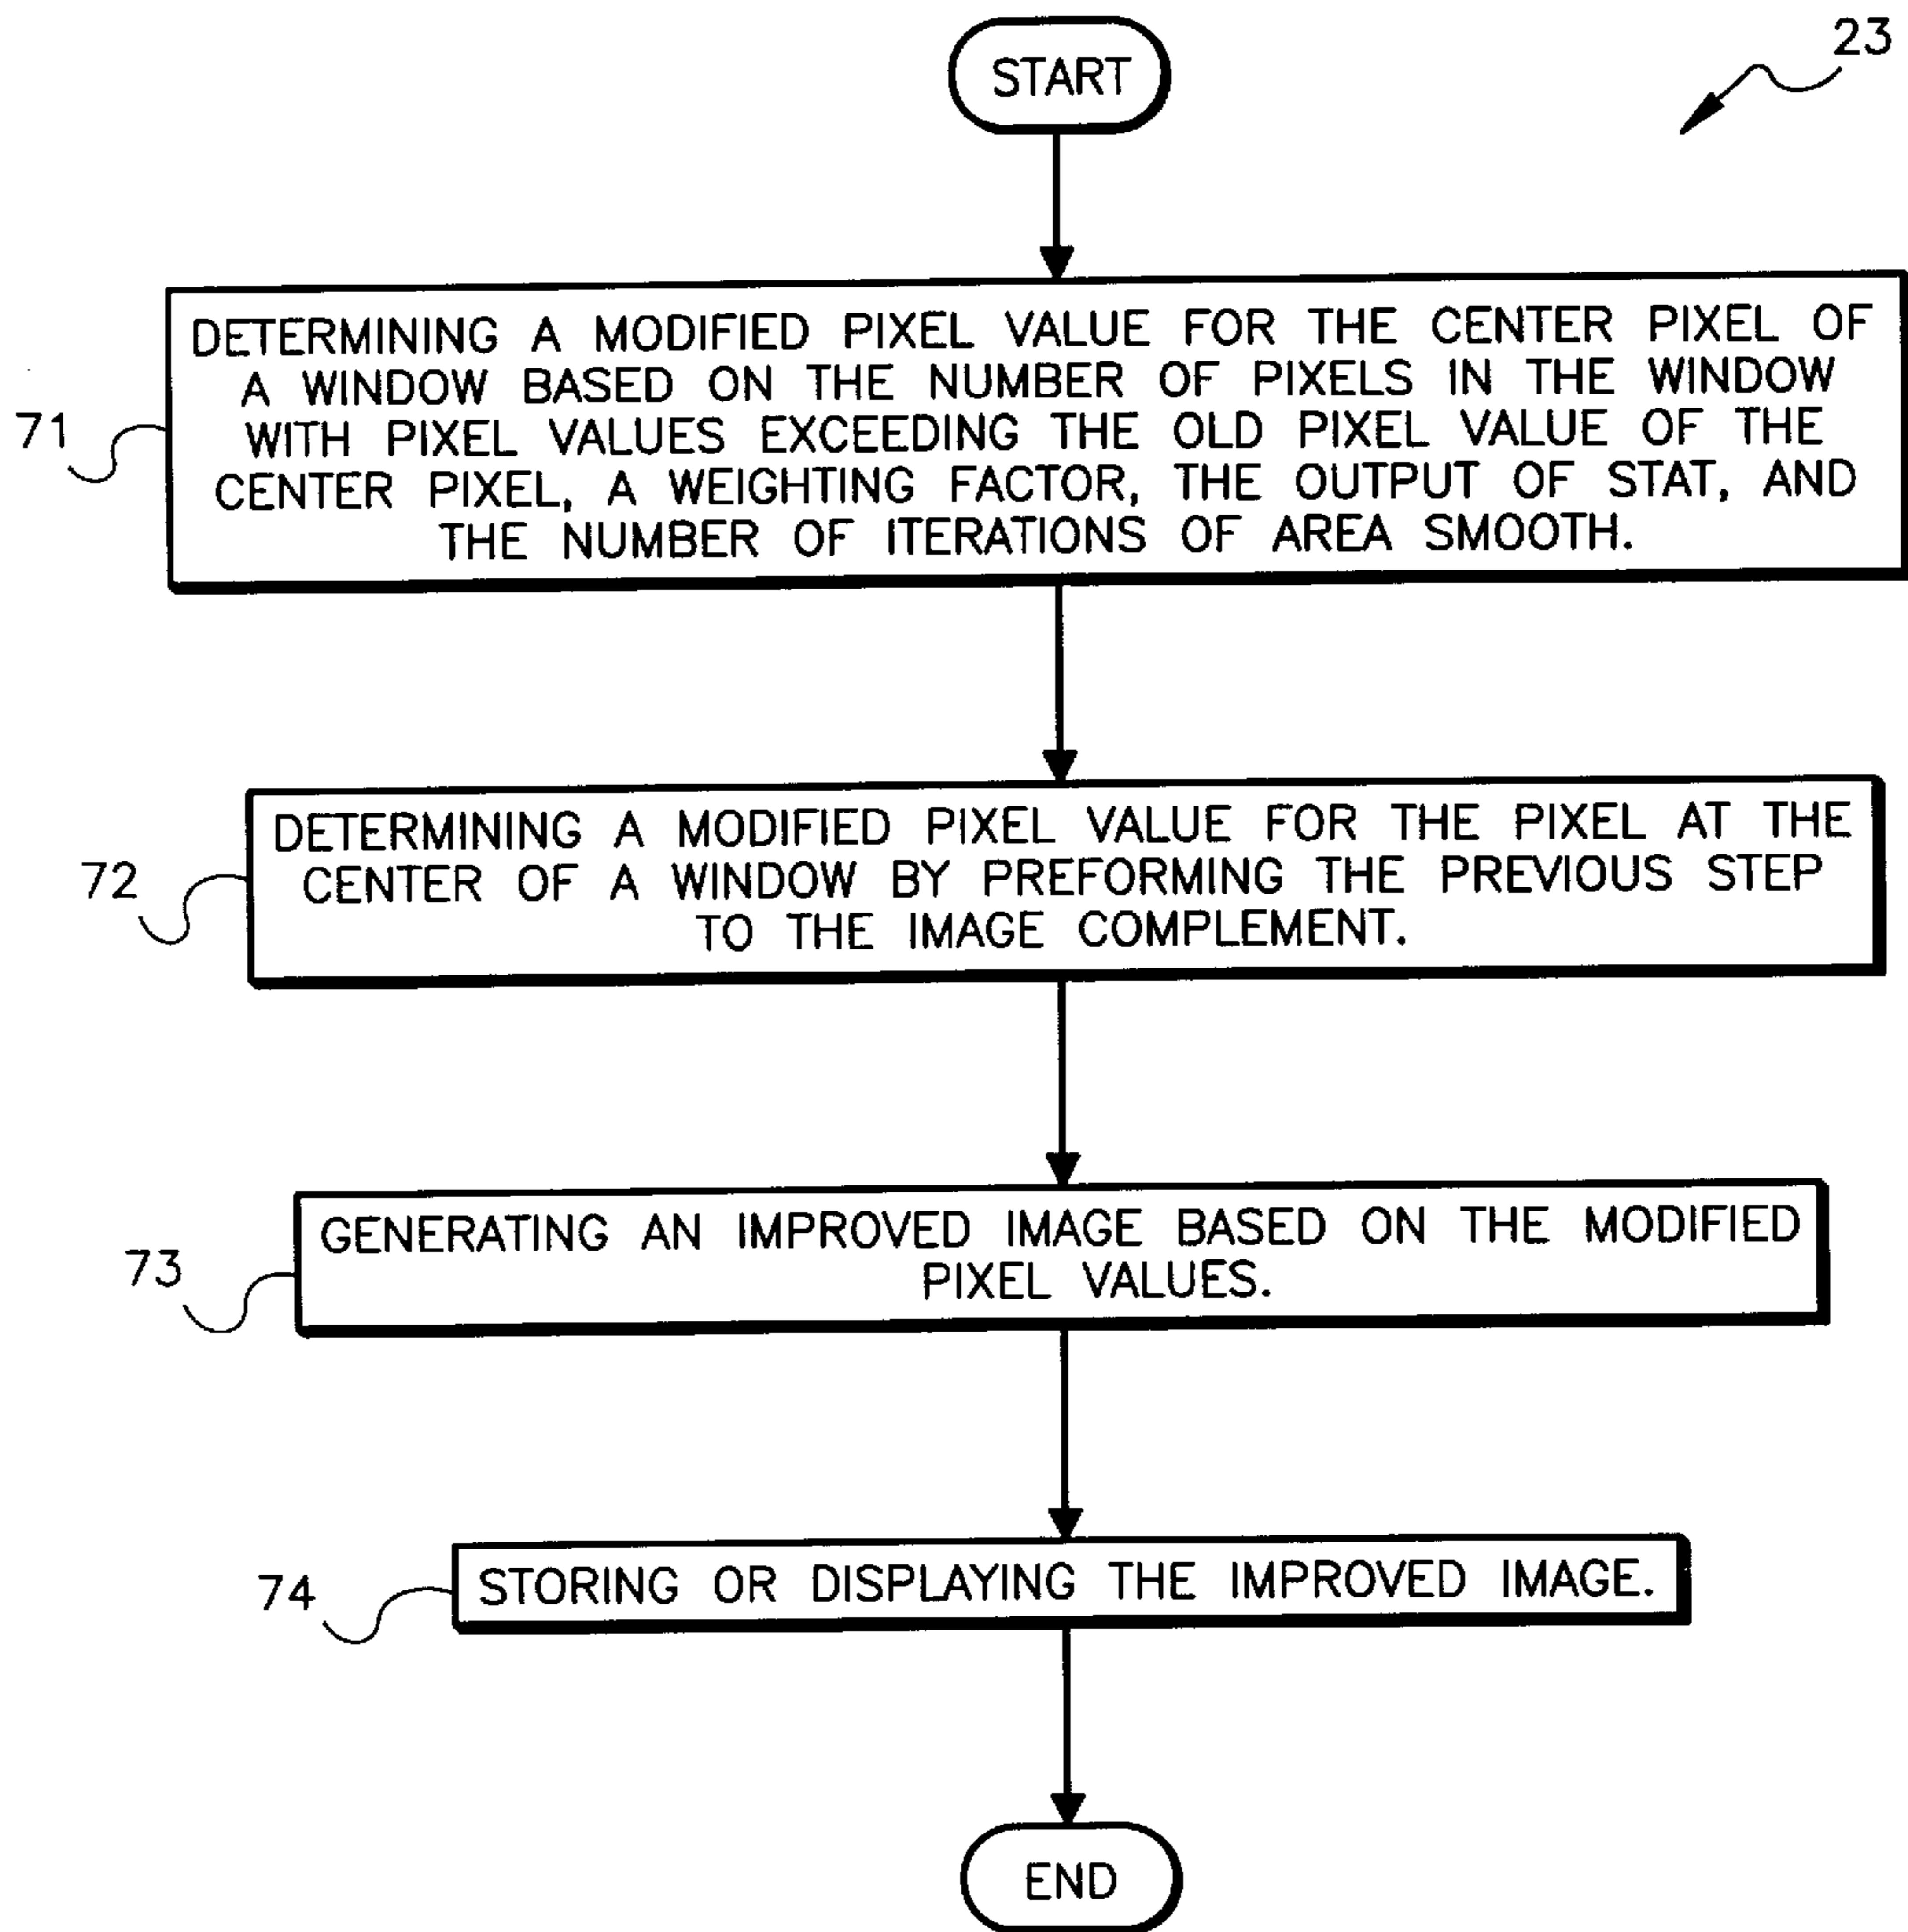 23
START
DETERMINING A MODIFIED PIXEL VALUE FOR THE CENTER PIXEL OF
A WINDOW BASED ON THE NUMBER OF PIXELS IN THE WINDOW
WITH PIXEL VALUES EXCEEDING THE OLD PIXEL VALUE OF THE
CENTER PIXEL, A WEIGHTING FACTOR, THE OUTPUT OF STAT, AND
THE NUMBER OF ITERATIONS OF AREA SMOOTH.
71
DETERMINING A MODIFIED PIXEL VALUE FOR THE PIXEL AT THE
CENTER OF A WINDOW BY PREFORMING THE PREVIOUS STEP
TO THE IMAGE COMPLEMENT.
72
GENERATING AN IMPROVED IMAGE BASED ON THE MODIFIED
PIXEL VALUES.
73
STORING OR DISPLAYING THE IMPROVED IMAGE.
74
END